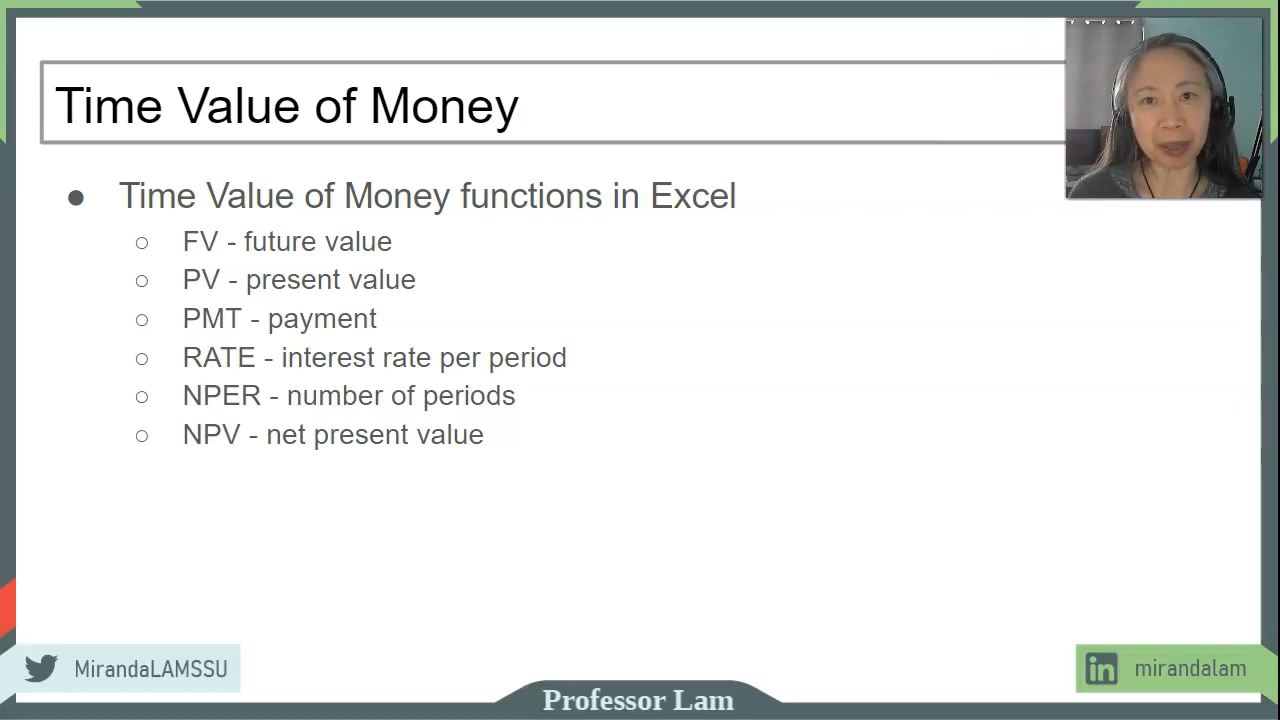 Time Value of Money
● Time Value of Money functions in Excel
○ FV - future value
○ PV - present value
○ PMT - payment
○ RATE - interest rate per period
○ NPER - number of periods
○ NPV - net present value
MirandaLAMSSU
in mirandalam
Professor Lam